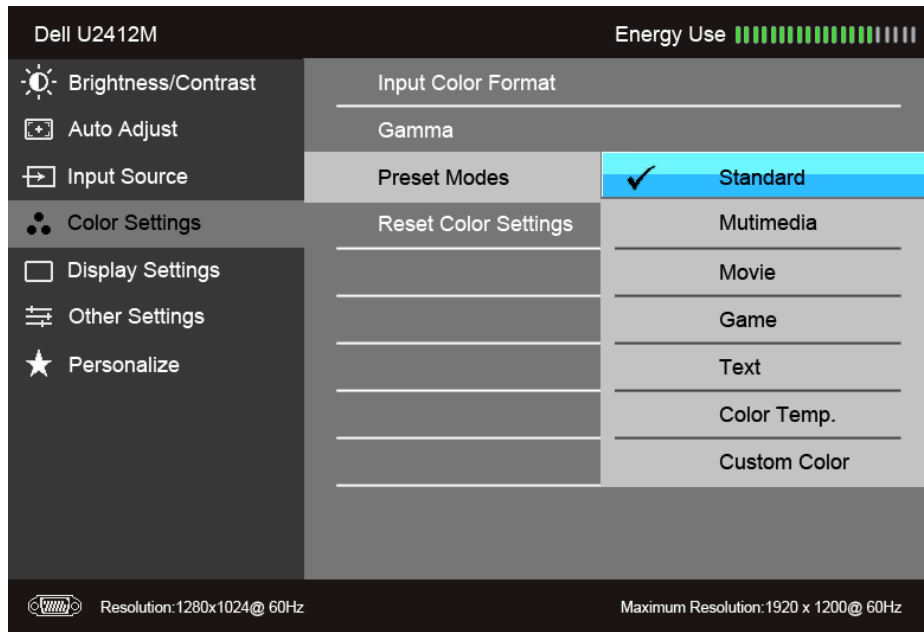 Dell U2412M
Energy Use
Brightness/Contrast
Auto Adjust
Input Source
Color Settings
Display Settings
Other Settings
Personalize
Input Color Format
Gamma
Preset Modes
Reset Color Settings
Standard
Mutimedia
Movie
Game
Text
Color Temp.
Custom Color
Resolution:1280x1024@ 60Hz
Maximum Resolution:1920 x 1200@ 60Hz